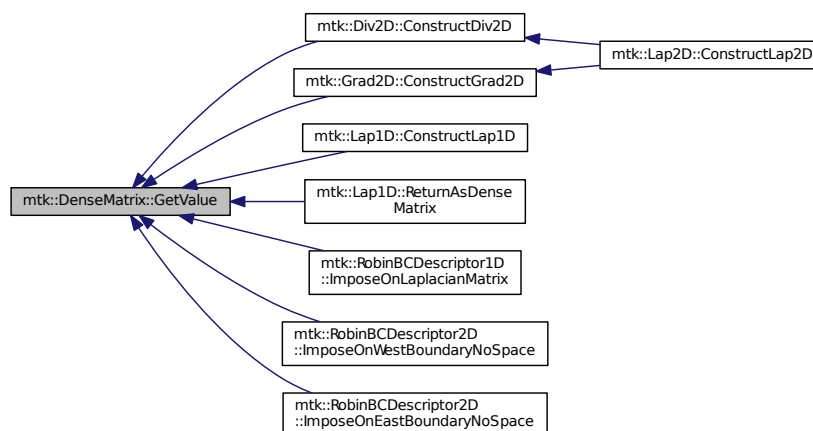 mtk::Div2D::ConstructDiv2D
mtk::Lap2D::ConstructLap2D
mtk::Grad2D::ConstructGrad2D
mtk::Lap1D::ConstructLap1D
mtk::DenseMatrix::GetValue
mtk::Lap1D::ReturnAsDense
Matrix
mtk::RobinBCDescriptor1D
::ImposeOnLaplacianMatrix
mtk::RobinBCDescriptor2D
::ImposeOnWestBoundaryNoSpace
mtk::RobinBCDescriptor2D
::ImposeOnEastBoundaryNoSpace